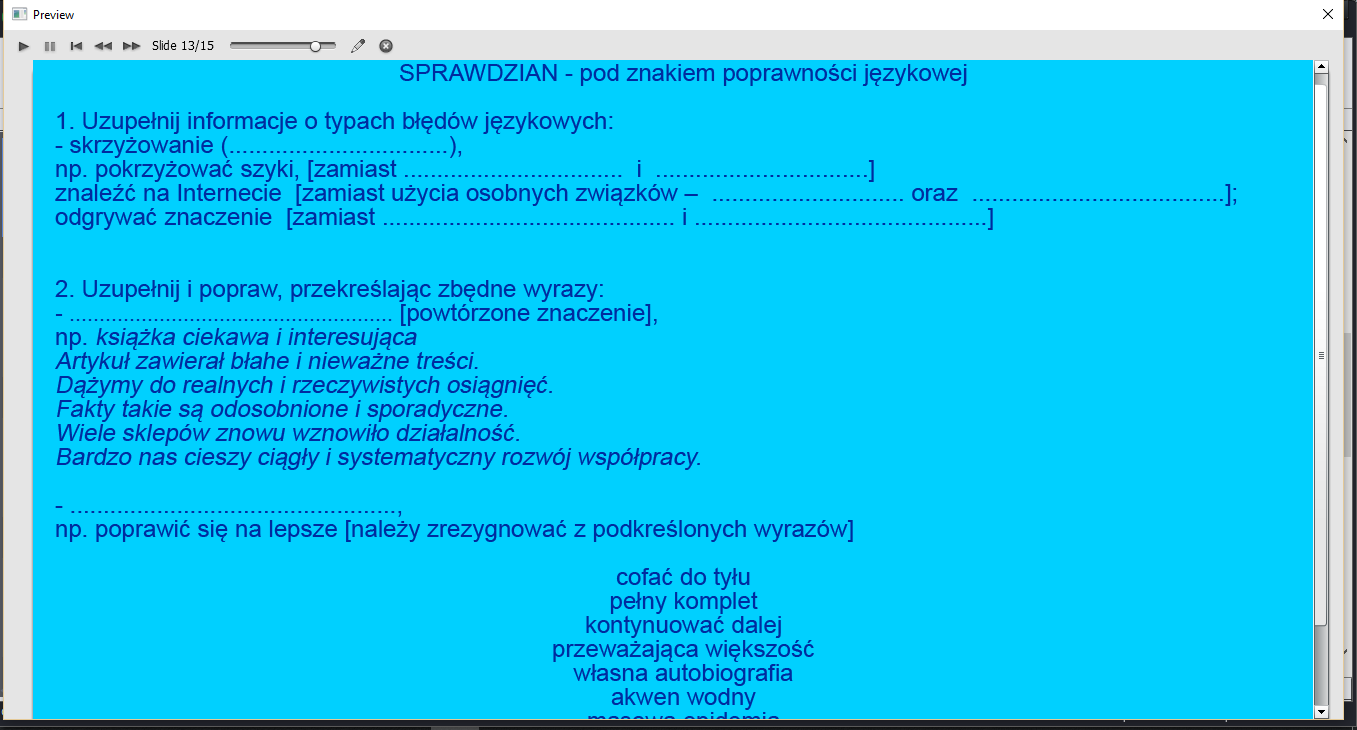 Preview
Slide 13/15
SPRAWDZIAN - pod znakiem poprawności językowej
1. Uzupełnij informacje o typach błędów językowych:
- skrzyżowanie (.................................),
np. pokrzyżować szyki, [zamiast ................................. i ................................]
znaleźć na Internecie [zamiast użycia osobnych związków – ............................. oraz ......................................];
odgrywać znaczenie [zamiast ............................................ i ............................................]
2. Uzupełnij i popraw, przekreślając zbędne wyrazy:
- ................................................. [powtórzone znaczenie],
np. książka ciekawa i interesująca
Artykuł zawierał błahe i nieważne treści.
Dążymy do realnych i rzeczywistych osiągnięć.
Fakty takie są odosobnione i sporadyczne.
Wiele sklepów znowu wznowiło działalność.
Bardzo nas cieszy ciągły i systematyczny rozwój współpracy.
- .................................................,
np. poprawić się na lepsze [należy zrezygnować z podkreślonych wyrazów]
cofać do tyłu
pełny komplet
kontynuować dalej
przeważająca większość
własna autobiografia
akwen wodny
masowa epidemia